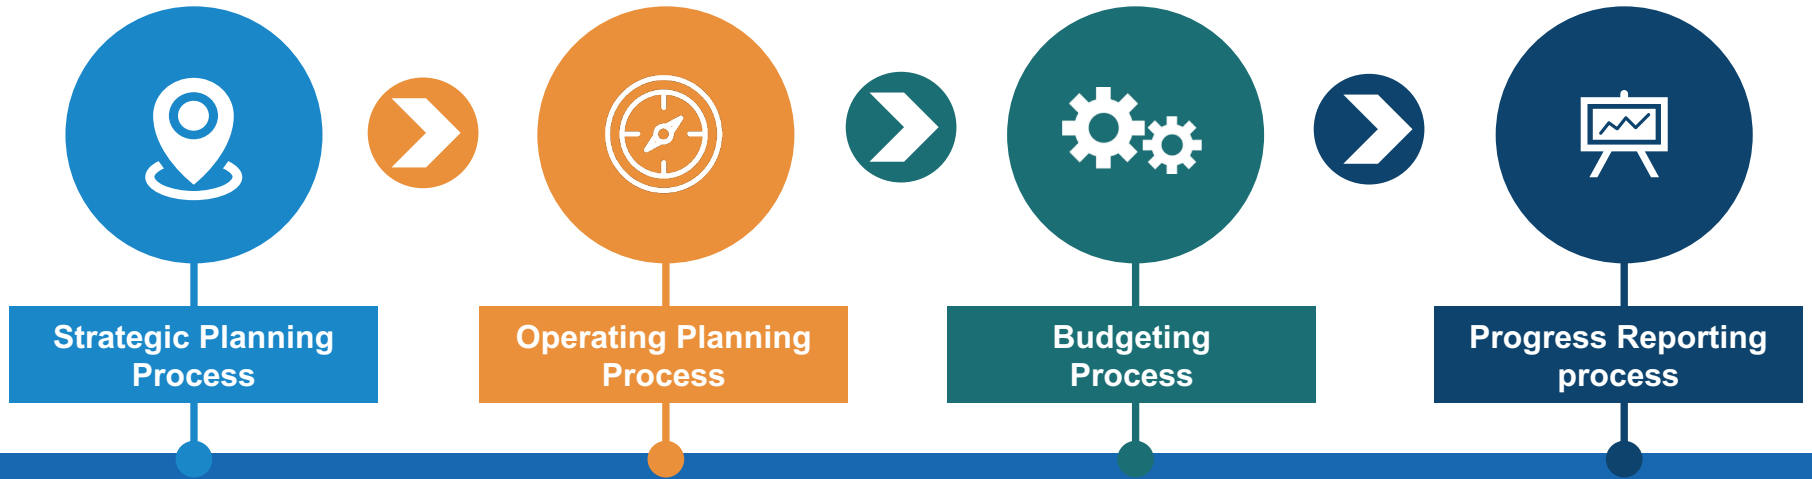 Strategic Planning
Process
Operating Planning
Process
Budgeting
Process
Progress Reporting
process